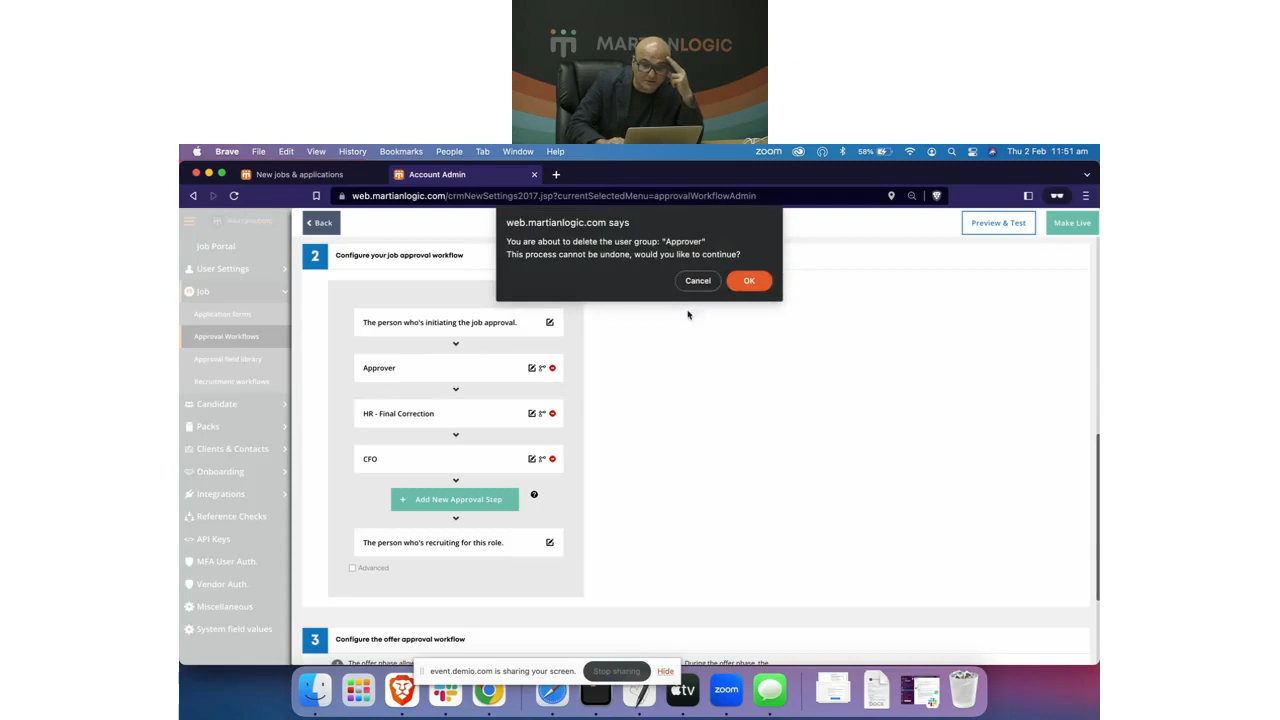 MARTIANLOGIC
Brave File Edit View History Bookmarks People Tab Window Help
zoom 58% Thu 2 Feb 11:51 am
New jobs & applications
Account Admin
web.martianlogic.com/crmNewSettings2017.jsp?currentSelectedMenu=approvalWorkflowAdmin
Back
web.martianlogic.com says
You are about to delete the user group: "Approver"
This process cannot be undone, would you like to continue?
Cancel OK
Preview & Test Make Live
Job Portal
User Settings
Job
Application forms
Approval Workflows
Approval field library
Recruitment workflows
Candidate
Packs
Clients & Contacts
Onboarding
Integrations
Reference Checks
</> API Keys
MFA User Auth.
Vendor Auth.
Miscellaneous
System field values
2 Configure your job approval workflow
The person who's initiating the job approval.
Approver
HR - Final Correction
CFO
+ Add New Approval Step ?
The person who's recruiting for this role.
Advanced
3 Configure the offer approval workflow
During the offer phase, the
event.demio.com is sharing your screen. Stop sharing Hide
tv zoom